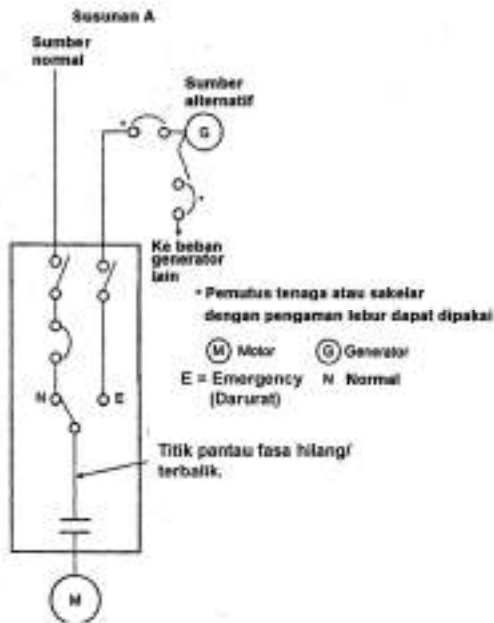 Susunan A
Sumber
normal
Sumber
alternatif
* G
*
Ke beban
generator
lain
* Pemutus tenaga atau sakelar
dengan pengaman lebur dapat dipakai
M Motor G Generator
E = Emergency N Normal
(Darurat)
N E
Titik pantau fasa hilang/
terbalik.
M